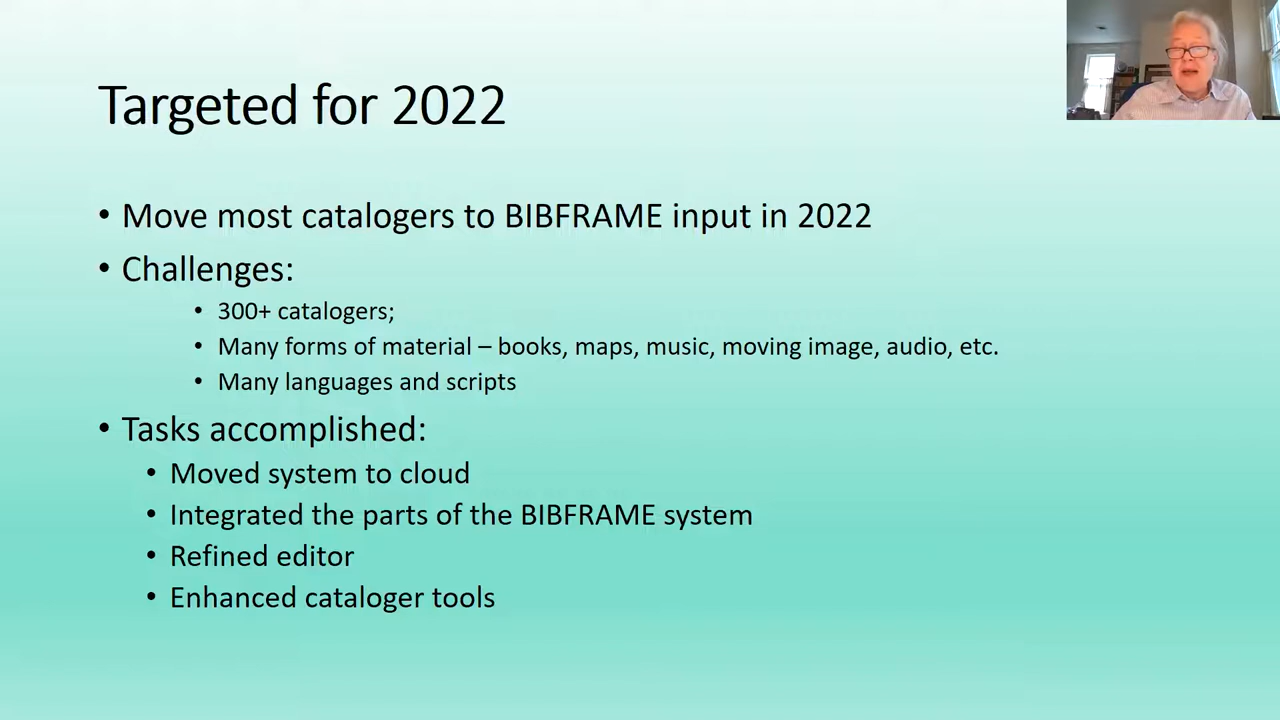 Targeted for 2022
• Move most catalogers to BIBFRAME input in 2022
• Challenges:
• 300+ catalogers;
• Many forms of material – books, maps, music, moving image, audio, etc.
• Many languages and scripts
• Tasks accomplished:
• Moved system to cloud
• Integrated the parts of the BIBFRAME system
• Refined editor
• Enhanced cataloger tools